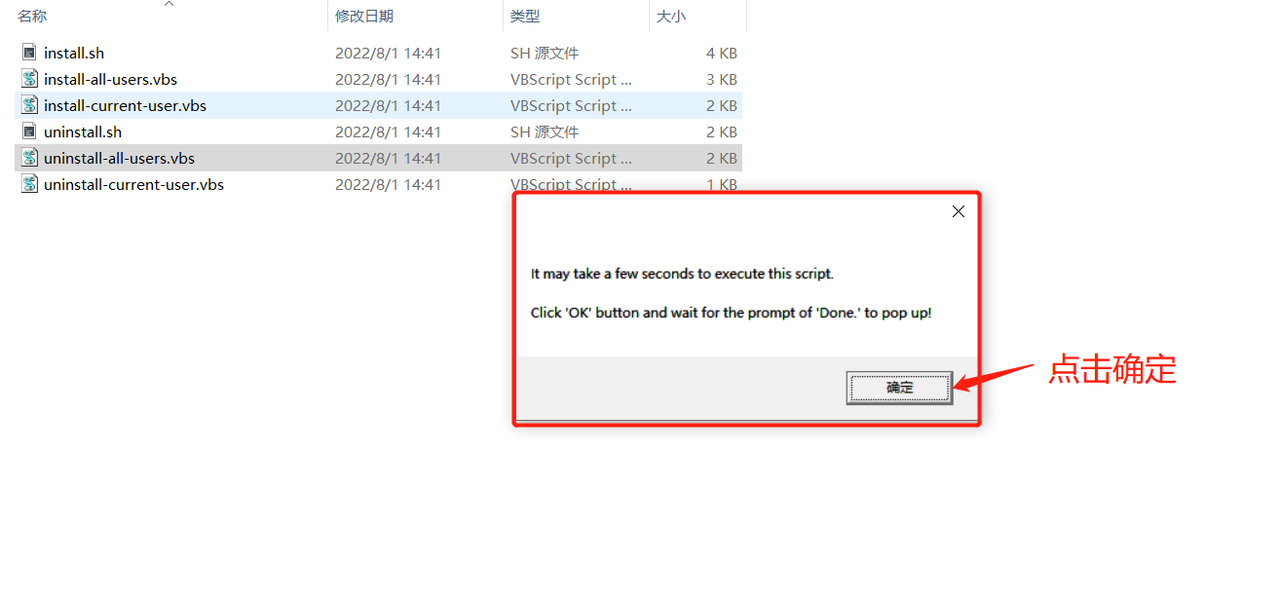 名称 修改日期 类型 大小
install.sh 2022/8/1 14:41 SH 源文件 4 KB
install-all-users.vbs 2022/8/1 14:41 VBScript Script ... 3 KB
install-current-user.vbs 2022/8/1 14:41 VBScript Script ... 2 KB
uninstall.sh 2022/8/1 14:41 SH 源文件 2 KB
uninstall-all-users.vbs 2022/8/1 14:41 VBScript Script ... 2 KB
uninstall-current-user.vbs 2022/8/1 14:41 VBScript Script ... 1 KB
It may take a few seconds to execute this script.
Click 'OK' button and wait for the prompt of 'Done.' to pop up!
确定
点击确定